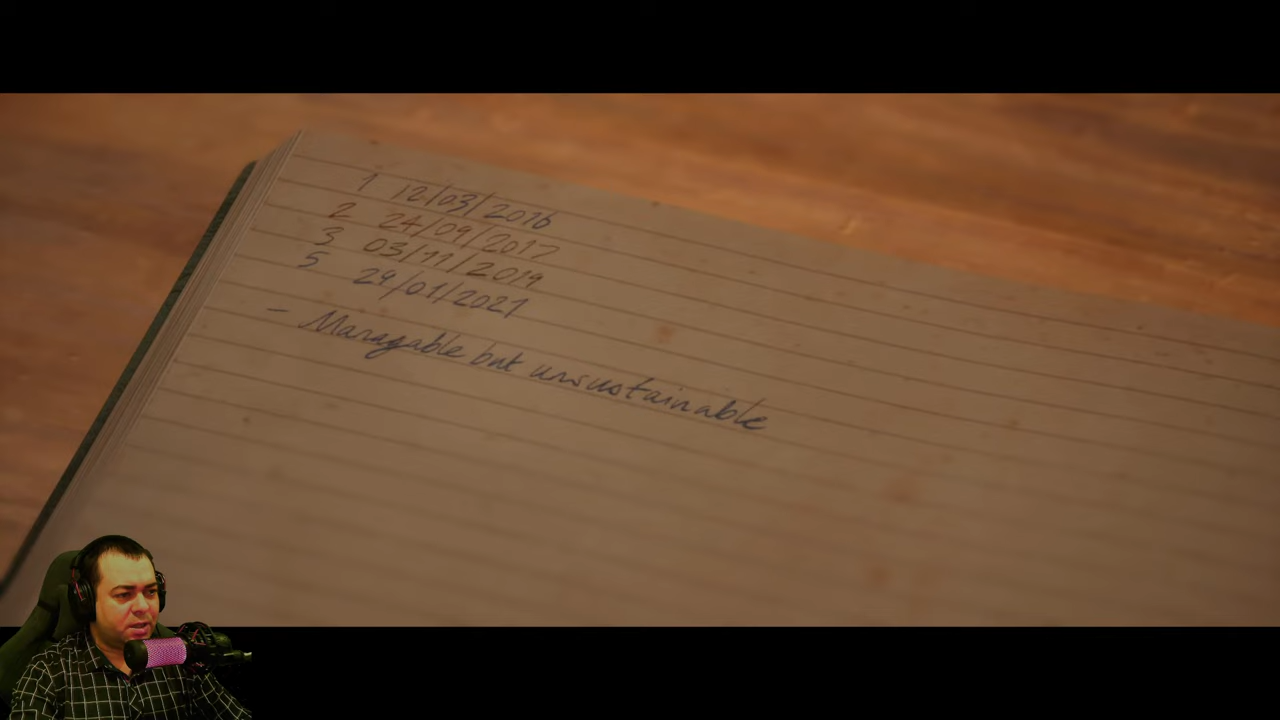 1 12/03/2016
2 24/09/2017
3 03/11/2019
5 29/01/2021
- Managable but unsustainable